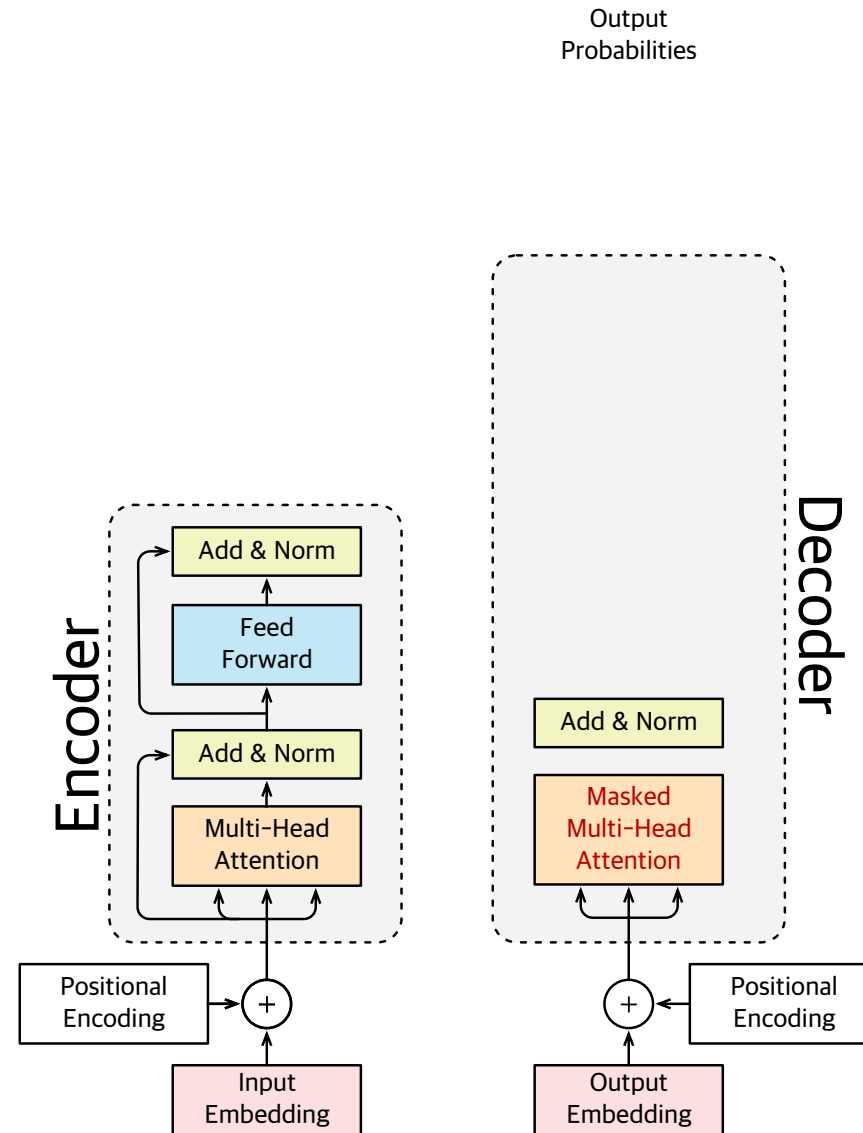 Output
Probabilities
Encoder
Add & Norm
Feed
Forward
Add & Norm
Multi-Head
Attention
Positional
Encoding
+
Input
Embedding
Decoder
Add & Norm
Masked
Multi-Head
Attention
+
Positional
Encoding
Output
Embedding